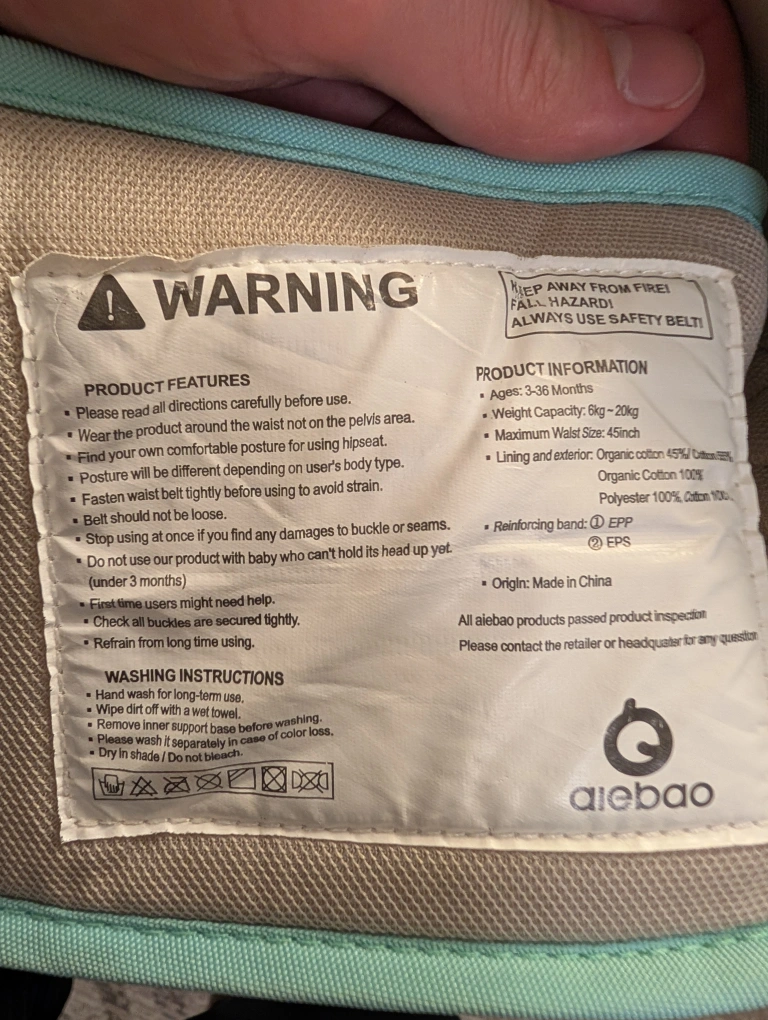 WARNING
KEEP AWAY FROM FIRE!
FALL HAZARD!
ALWAYS USE SAFETY BELT!
PRODUCT FEATURES
▪ Please read all directions carefully before use.
▪ Wear the product around the waist not on the pelvis area.
▪ Find your own comfortable posture for using hipseat.
▪ Posture will be different depending on user's body type.
▪ Fasten waist belt tightly before using to avoid strain.
▪ Belt should not be loose.
▪ Stop using at once if you find any damages to buckle or seams.
▪ Do not use our product with baby who can't hold its head up yet.
(under 3 months)
▪ First time users might need help.
▪ Check all buckles are secured tightly.
▪ Refrain from long time using.
WASHING INSTRUCTIONS
▪ Hand wash for long-term use.
▪ Wipe dirt off with a wet towel.
▪ Remove inner support base before washing.
▪ Please wash it separately in case of color loss.
▪ Dry in shade / Do not bleach.
PRODUCT INFORMATION
▪ Ages: 3-36 Months
▪ Weight Capacity: 6kg~20kg
▪ Maximum Waist Size: 45inch
▪ Lining and exterior: Organic cotton 45%/ Cotton 55%
Organic Cotton 100%
Polyester 100%, Cotton
▪ Reinforcing band: ① EPP
② EPS
▪ Origin: Made in China
All aiebao products passed product inspection
Please contact the retailer or headquater for any question
aiebao